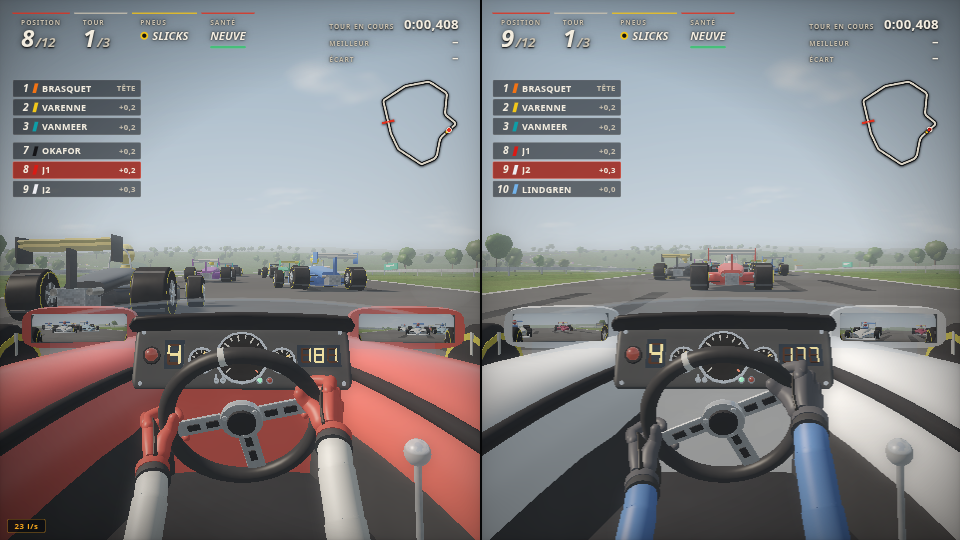 POSITION TOUR PNEUS SANTÉ
8/12 1/3 SLICKS NEUVE
TOUR EN COURS 0:00,408
MEILLEUR –
ÉCART –
1 BRASQUET TÊTE
2 VARENNE +0,2
3 VANMEER +0,2
7 OKAFOR +0,2
8 J1 +0,2
9 J2 +0,3
4 181
23 I/s
POSITION TOUR PNEUS SANTÉ
9/12 1/3 SLICKS NEUVE
TOUR EN COURS 0:00,408
MEILLEUR –
ÉCART –
1 BRASQUET TÊTE
2 VARENNE +0,2
3 VANMEER +0,2
8 J1 +0,2
9 J2 +0,3
10 LINDGREN +0,0
4